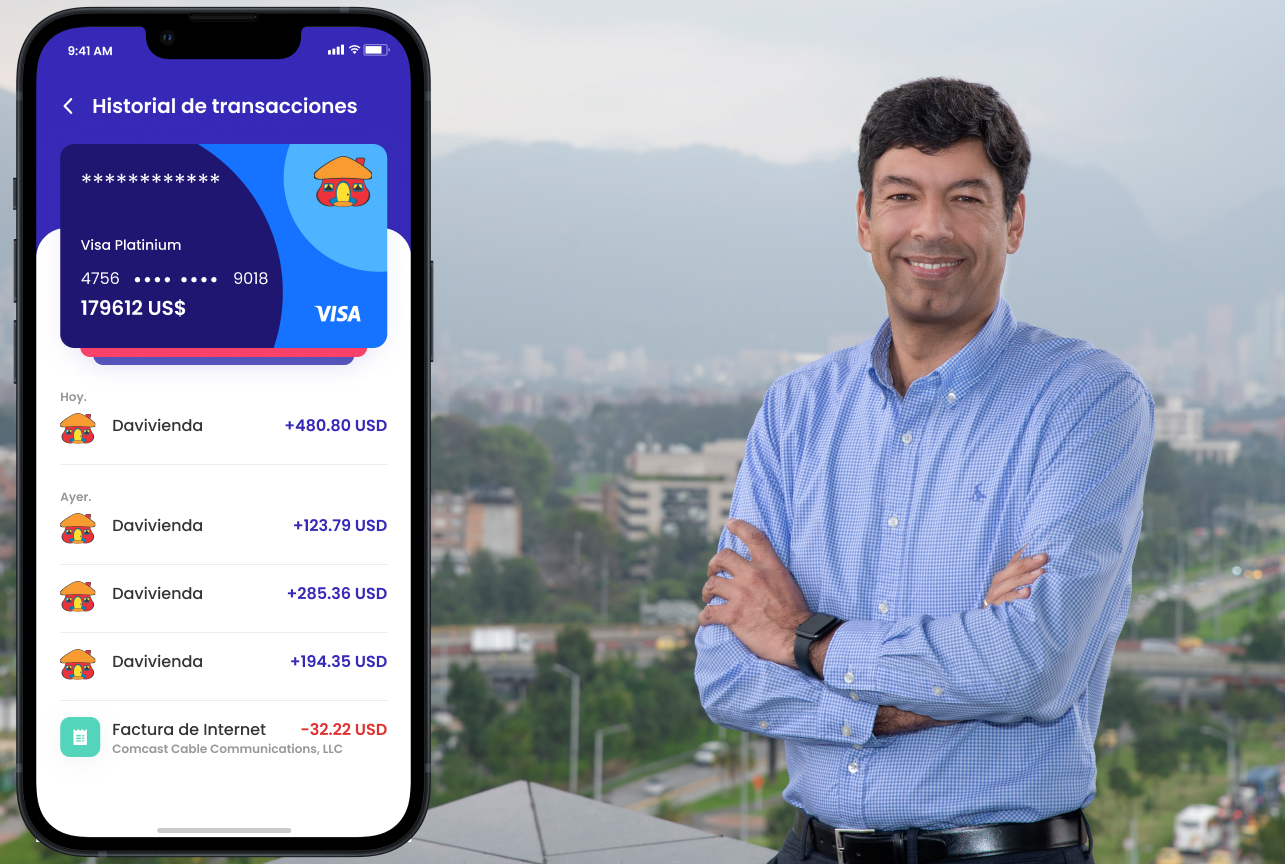 9:41 AM
Historial de transacciones
************
Visa Platinium
4756 •••• •••• 9018
179612 US$
VISA
Hoy.
Davivienda +480.80 USD
Ayer.
Davivienda +123.79 USD
Davivienda +285.36 USD
Davivienda +194.35 USD
Factura de Internet -32.22 USD
Comcast Cable Communications, LLC